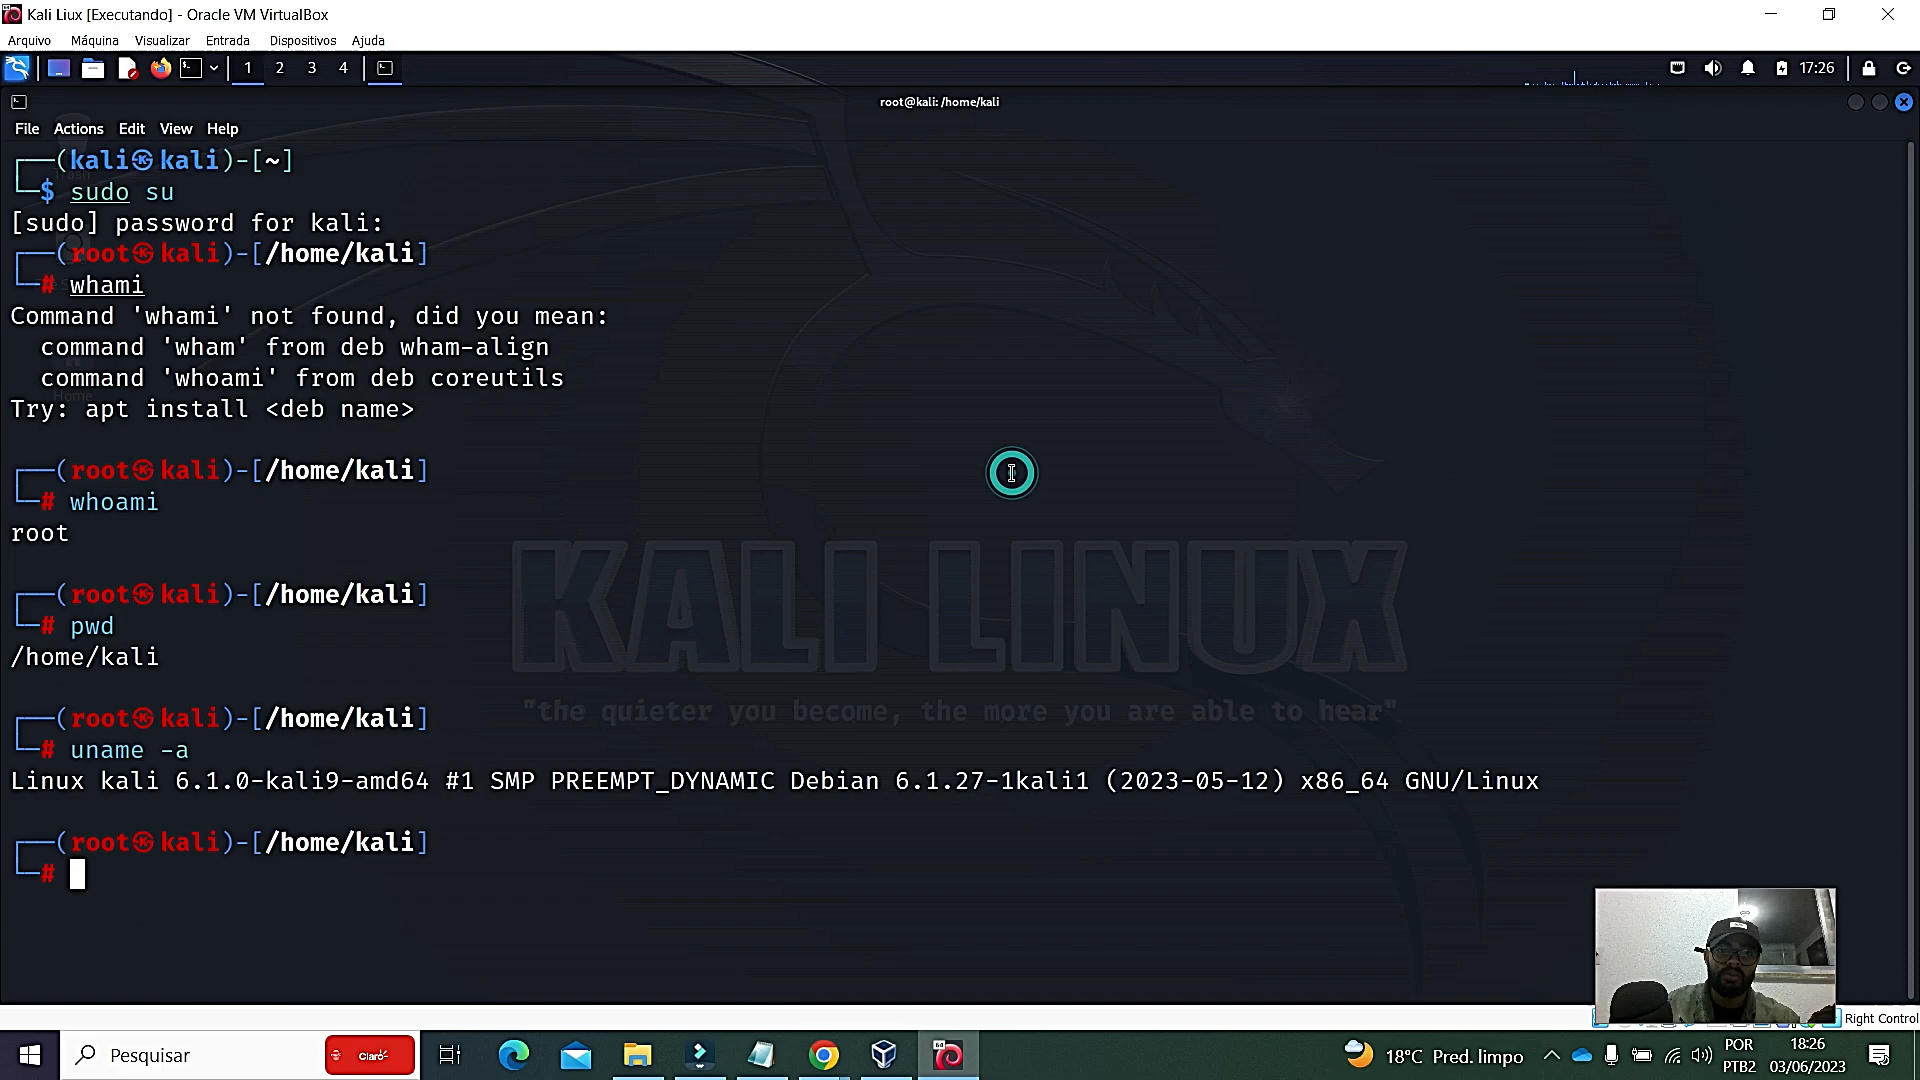 Kali Liux [Executando] - Oracle VM VirtualBox
Arquivo Máquina Visualizar Entrada Dispositivos Ajuda
1 2 3 4 17:26
root@kali: /home/kali
File Actions Edit View Help
┌──(kali㉿kali)-[~]
└─$ sudo su
[sudo] password for kali:
┌──(root㉿kali)-[/home/kali]
└─# whami
Command 'whami' not found, did you mean:
command 'wham' from deb wham-align
command 'whoami' from deb coreutils
Home
Try: apt install <deb name>
┌──(root㉿kali)-[/home/kali]
└─# whoami
root
┌──(root㉿kali)-[/home/kali]
└─# pwd
/home/kali
KALI LINUX
"the quieter you become, the more you are able to hear"
┌──(root㉿kali)-[/home/kali]
└─# uname -a
Linux kali 6.1.0-kali9-amd64 #1 SMP PREEMPT_DYNAMIC Debian 6.1.27-1kali1 (2023-05-12) x86_64 GNU/Linux
┌──(root㉿kali)-[/home/kali]
└─#
Right Control
Pesquisar Claro 18°C Pred. limpo POR 18:26
PTB2 03/06/2023